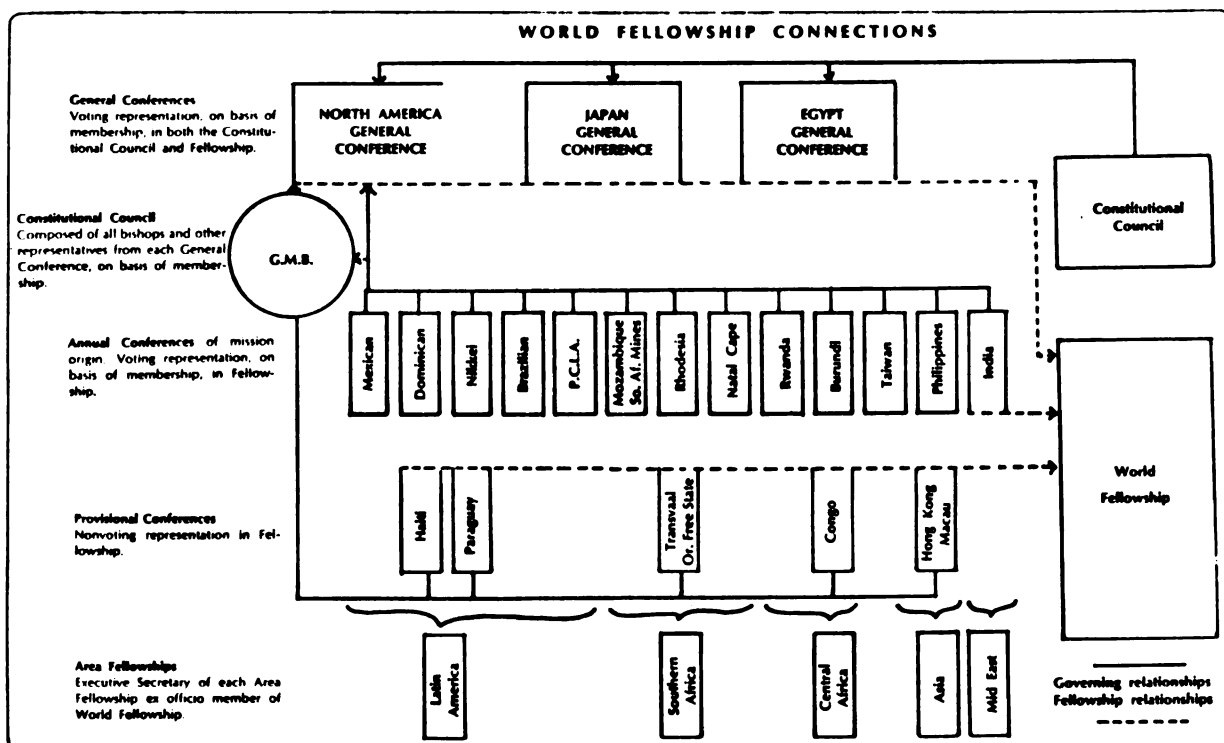 WORLD FELLOWSHIP CONNECTIONS
General Conferences
Voting representation, on basis of
membership, in both the Constitu-
tional Council and Fellowship.
NORTH AMERICA
GENERAL
CONFERENCE
JAPAN
GENERAL
CONFERENCE
EGYPT
GENERAL
CONFERENCE
Constitutional Council
Composed of all bishops and other
representatives from each General
Conference, on basis of member-
ship.
G.M.B.
Constitutional
Council
Annual Conferences of mission
origin. Voting representation, on
basis of membership, in Fellow-
ship.
Mexican
Dominican
Nikkei
Brazilian
P.C.L.A.
Mozambique
So. Af. Mines
Rhodesia
Natal Cape
Rwanda
Burundi
Taiwan
Philippines
India
World
Fellowship
Provisional Conferences
Nonvoting representation in Fel-
lowship.
Haiti
Paraguay
Transvaal
Or. Free State
Congo
Hong Kong
Macau
Area Fellowships
Executive Secretary of each Area
Fellowship ex officio member of
World Fellowship.
Latin
America
Southern
Africa
Central
Africa
Asia
Mid East
Governing relationships
Fellowship relationships